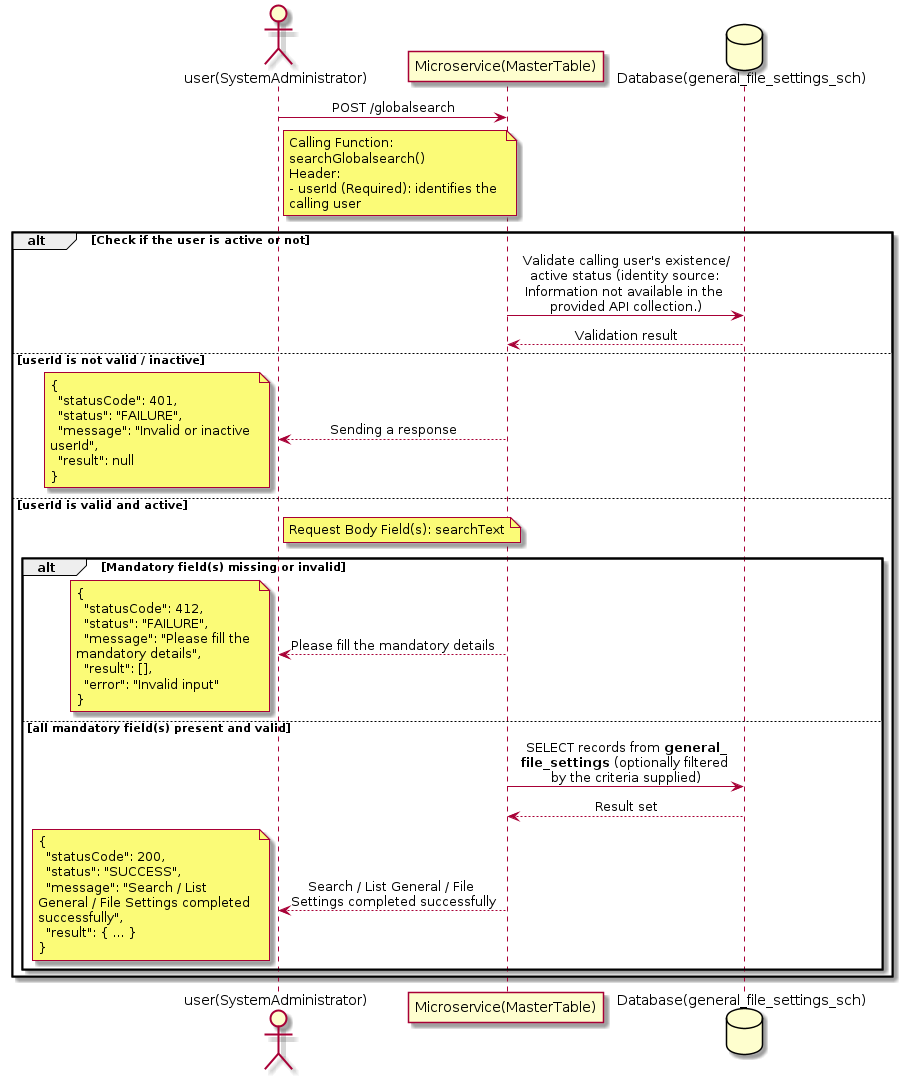 user(SystemAdministrator)
Microservice(MasterTable)
Database(general_file_settings_sch)
POST /globalsearch
Calling Function:
searchGlobalsearch()
Header:
- userId (Required): identifies the
calling user
alt
[Check if the user is active or not]
Validate calling user's existence/
active status (identity source:
Information not available in the
provided API collection.)
Validation result
[userId is not valid / inactive]
{
"statusCode": 401,
"status": "FAILURE",
"message": "Invalid or inactive
userId",
"result": null
}
Sending a response
[userId is valid and active]
Request Body Field(s): searchText
alt
[Mandatory field(s) missing or invalid]
{
"statusCode": 412,
"status": "FAILURE",
"message": "Please fill the
mandatory details",
"result": [],
"error": "Invalid input"
}
Please fill the mandatory details
[all mandatory field(s) present and valid]
SELECT records from general_
file_settings (optionally filtered
by the criteria supplied)
Result set
{
"statusCode": 200,
"status": "SUCCESS",
"message": "Search / List
General / File Settings completed
successfully",
"result": { ... }
}
Search / List General / File
Settings completed successfully
user(SystemAdministrator)
Microservice(MasterTable)
Database(general_file_settings_sch)